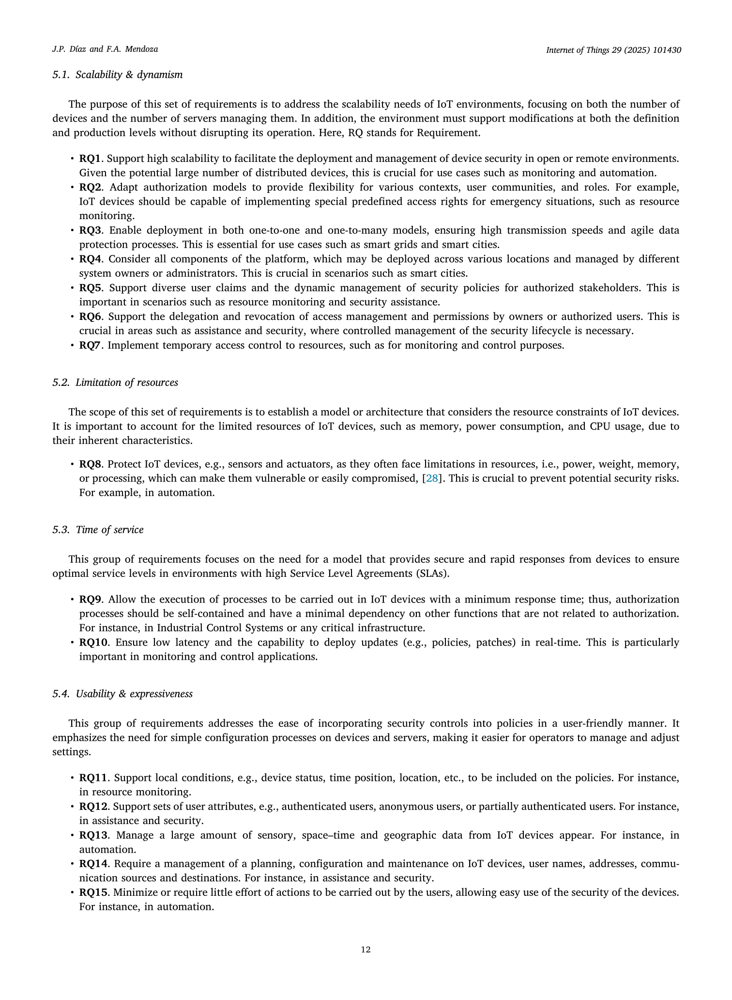 J.P. Díaz and F.A. Mendoza
Internet of Things 29 (2025) 101430
5.1. Scalability & dynamism
The purpose of this set of requirements is to address the scalability needs of IoT environments, focusing on both the number of
devices and the number of servers managing them. In addition, the environment must support modifications at both the definition
and production levels without disrupting its operation. Here, RQ stands for Requirement.
• RQ1. Support high scalability to facilitate the deployment and management of device security in open or remote environments.
Given the potential large number of distributed devices, this is crucial for use cases such as monitoring and automation.
• RQ2. Adapt authorization models to provide flexibility for various contexts, user communities, and roles. For example,
IoT devices should be capable of implementing special predefined access rights for emergency situations, such as resource
monitoring.
• RQ3. Enable deployment in both one-to-one and one-to-many models, ensuring high transmission speeds and agile data
protection processes. This is essential for use cases such as smart grids and smart cities.
• RQ4. Consider all components of the platform, which may be deployed across various locations and managed by different
system owners or administrators. This is crucial in scenarios such as smart cities.
• RQ5. Support diverse user claims and the dynamic management of security policies for authorized stakeholders. This is
important in scenarios such as resource monitoring and security assistance.
• RQ6. Support the delegation and revocation of access management and permissions by owners or authorized users. This is
crucial in areas such as assistance and security, where controlled management of the security lifecycle is necessary.
• RQ7. Implement temporary access control to resources, such as for monitoring and control purposes.
5.2. Limitation of resources
The scope of this set of requirements is to establish a model or architecture that considers the resource constraints of IoT devices.
It is important to account for the limited resources of IoT devices, such as memory, power consumption, and CPU usage, due to
their inherent characteristics.
• RQ8. Protect IoT devices, e.g., sensors and actuators, as they often face limitations in resources, i.e., power, weight, memory,
or processing, which can make them vulnerable or easily compromised, [28]. This is crucial to prevent potential security risks.
For example, in automation.
5.3. Time of service
This group of requirements focuses on the need for a model that provides secure and rapid responses from devices to ensure
optimal service levels in environments with high Service Level Agreements (SLAs).
• RQ9. Allow the execution of processes to be carried out in IoT devices with a minimum response time; thus, authorization
processes should be self-contained and have a minimal dependency on other functions that are not related to authorization.
For instance, in Industrial Control Systems or any critical infrastructure.
• RQ10. Ensure low latency and the capability to deploy updates (e.g., policies, patches) in real-time. This is particularly
important in monitoring and control applications.
5.4. Usability & expressiveness
This group of requirements addresses the ease of incorporating security controls into policies in a user-friendly manner. It
emphasizes the need for simple configuration processes on devices and servers, making it easier for operators to manage and adjust
settings.
• RQ11. Support local conditions, e.g., device status, time position, location, etc., to be included on the policies. For instance,
in resource monitoring.
• RQ12. Support sets of user attributes, e.g., authenticated users, anonymous users, or partially authenticated users. For instance,
in assistance and security.
• RQ13. Manage a large amount of sensory, space–time and geographic data from IoT devices appear. For instance, in
automation.
• RQ14. Require a management of a planning, configuration and maintenance on IoT devices, user names, addresses, commu-
nication sources and destinations. For instance, in assistance and security.
• RQ15. Minimize or require little effort of actions to be carried out by the users, allowing easy use of the security of the devices.
For instance, in automation.
12